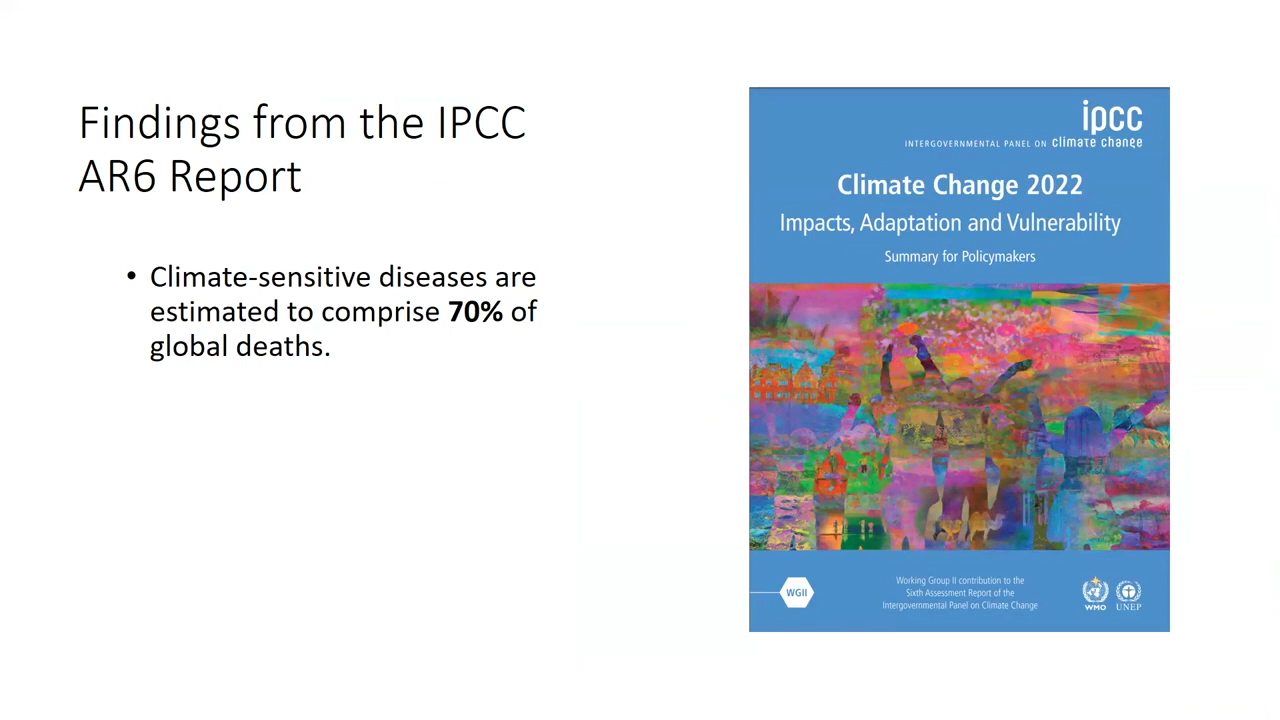 Findings from the IPCC
AR6 Report
• Climate-sensitive diseases are
estimated to comprise 70% of
global deaths.
ipcc
INTERGOVERNMENTAL PANEL ON climate change
Climate Change 2022
Impacts, Adaptation and Vulnerability
Summary for Policymakers
WGII
Working Group II contribution to the
Sixth Assessment Report of the
Intergovernmental Panel on Climate Change
WMO
UNEP